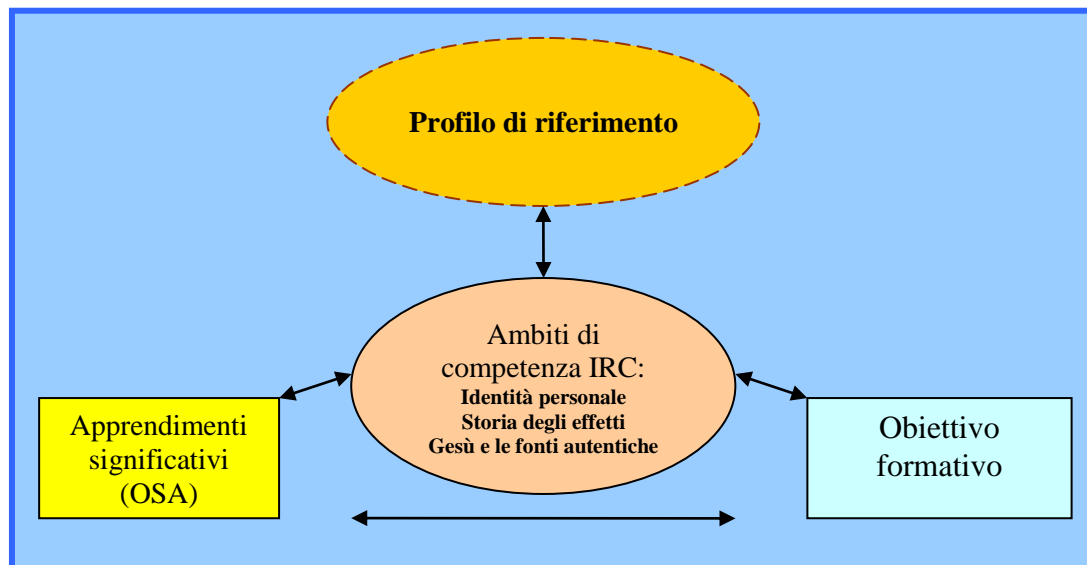 Profilo di riferimento
Ambiti di
competenza IRC:
Identità personale
Storia degli effetti
Gesù e le fonti autentiche
Apprendimenti
significativi
(OSA)
Obiettivo
formativo